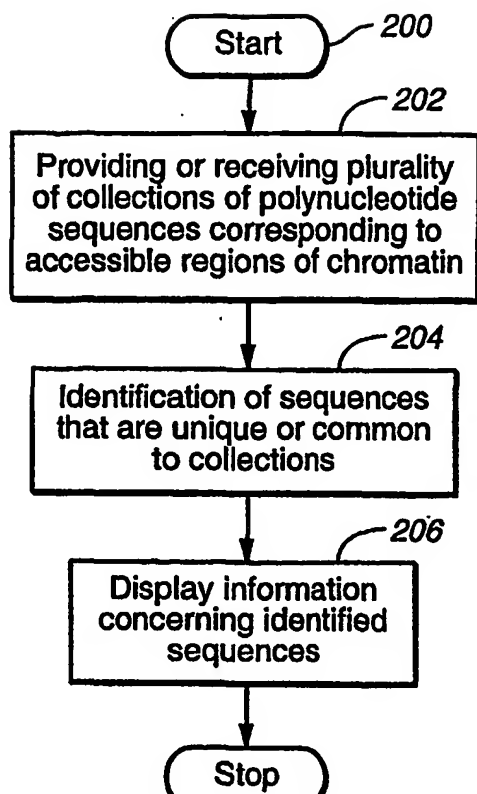 Start
200
202
Providing or receiving plurality
of collections of polynucleotide
sequences corresponding to
accessible regions of chromatin
204
Identification of sequences
that are unique or common
to collections
206
Display information
concerning identified
sequences
Stop